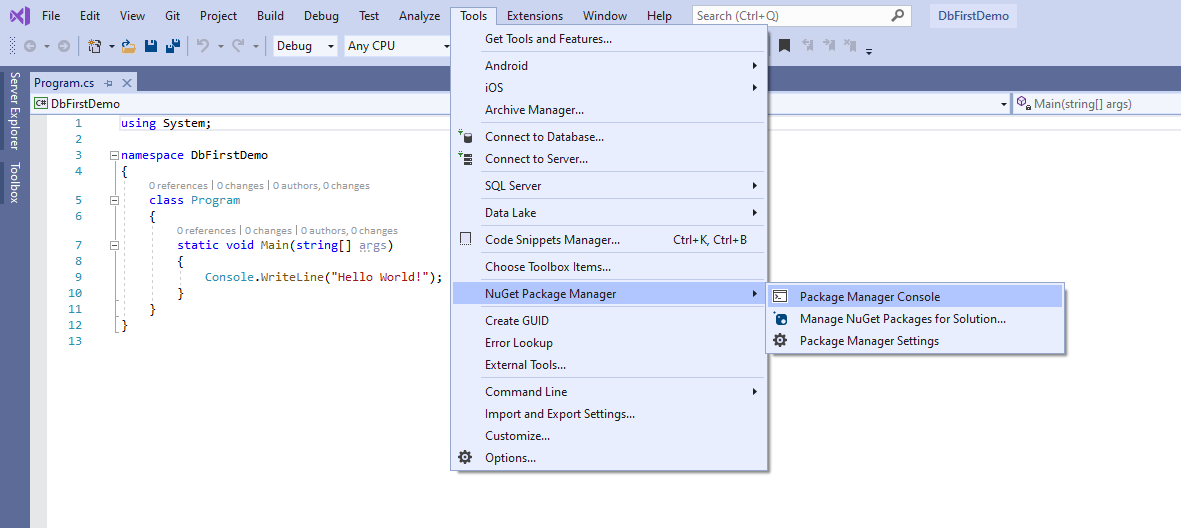 File Edit View Git Project Build Debug Test Analyze Tools Extensions Window Help Search (Ctrl+Q) DbFirstDemo
Debug Any CPU
Server Explorer
Toolbox
Program.cs
C# DbFirstDemo Main(string[] args)
1 using System;
2
3 namespace DbFirstDemo
4 {
0 references | 0 changes | 0 authors, 0 changes
5 class Program
6 {
0 references | 0 changes | 0 authors, 0 changes
7 static void Main(string[] args)
8 {
9 Console.WriteLine("Hello World!");
10 }
11 }
12 }
13
Get Tools and Features...
Android
iOS
Archive Manager...
Connect to Database...
Connect to Server...
SQL Server
Data Lake
Code Snippets Manager... Ctrl+K, Ctrl+B
Choose Toolbox Items...
NuGet Package Manager
Create GUID
Error Lookup
External Tools...
Command Line
Import and Export Settings...
Customize...
Options...
Package Manager Console
Manage NuGet Packages for Solution...
Package Manager Settings